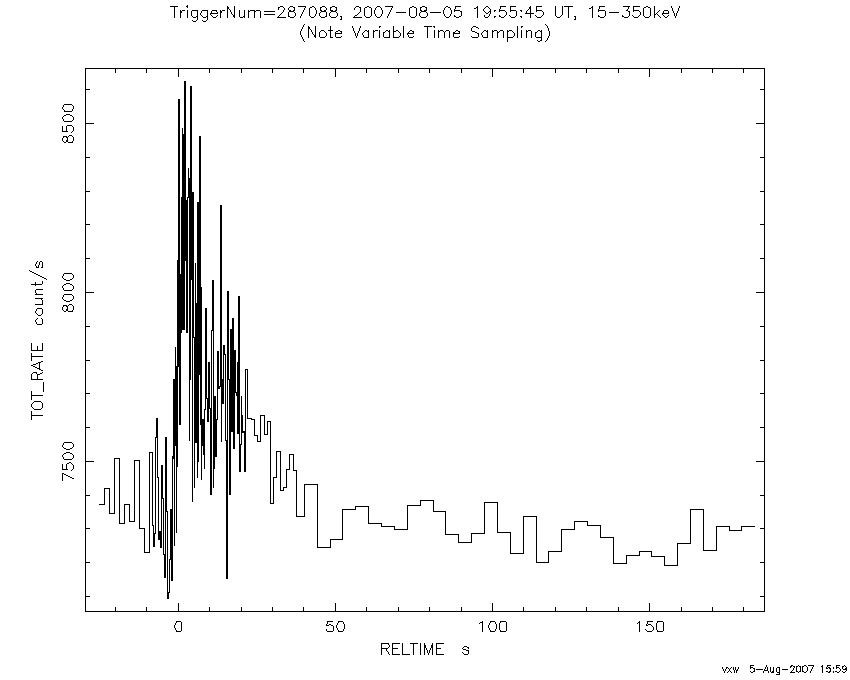 TriggerNum=287088, 2007-08-05 19:55:45 UT, 15-350keV
(Note Variable Time Sampling)
TOT_RATE count/s
8500
8000
7500
0 50 100 150
RELTIME s
vxw 5-Aug-2007 15:59